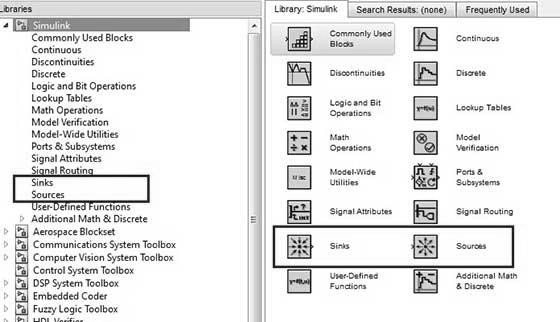 Libraries
Simulink
Commonly Used Blocks
Continuous
Discontinuities
Discrete
Logic and Bit Operations
Lookup Tables
Math Operations
Model Verification
Model-Wide Utilities
Ports & Subsystems
Signal Attributes
Signal Routing
Sinks
Sources
User-Defined Functions
Additional Math & Discrete
Aerospace Blockset
Communications System Toolbox
Computer Vision System Toolbox
Control System Toolbox
DSP System Toolbox
Embedded Coder
Fuzzy Logic Toolbox
HDL Verifier
Library: Simulink
Search Results: (none)
Frequently Used
Commonly Used
Blocks
Continuous
Discontinuities
Discrete
Logic and Bit
Operations
y=f(u)
Lookup Tables
Math
Operations
Model
Verification
Model-Wide
Utilities
Ports &
Subsystems
Signal Attributes
Signal Routing
Sinks
Sources
y=f(u)
User-Defined
Functions
Additional Math
& Discrete